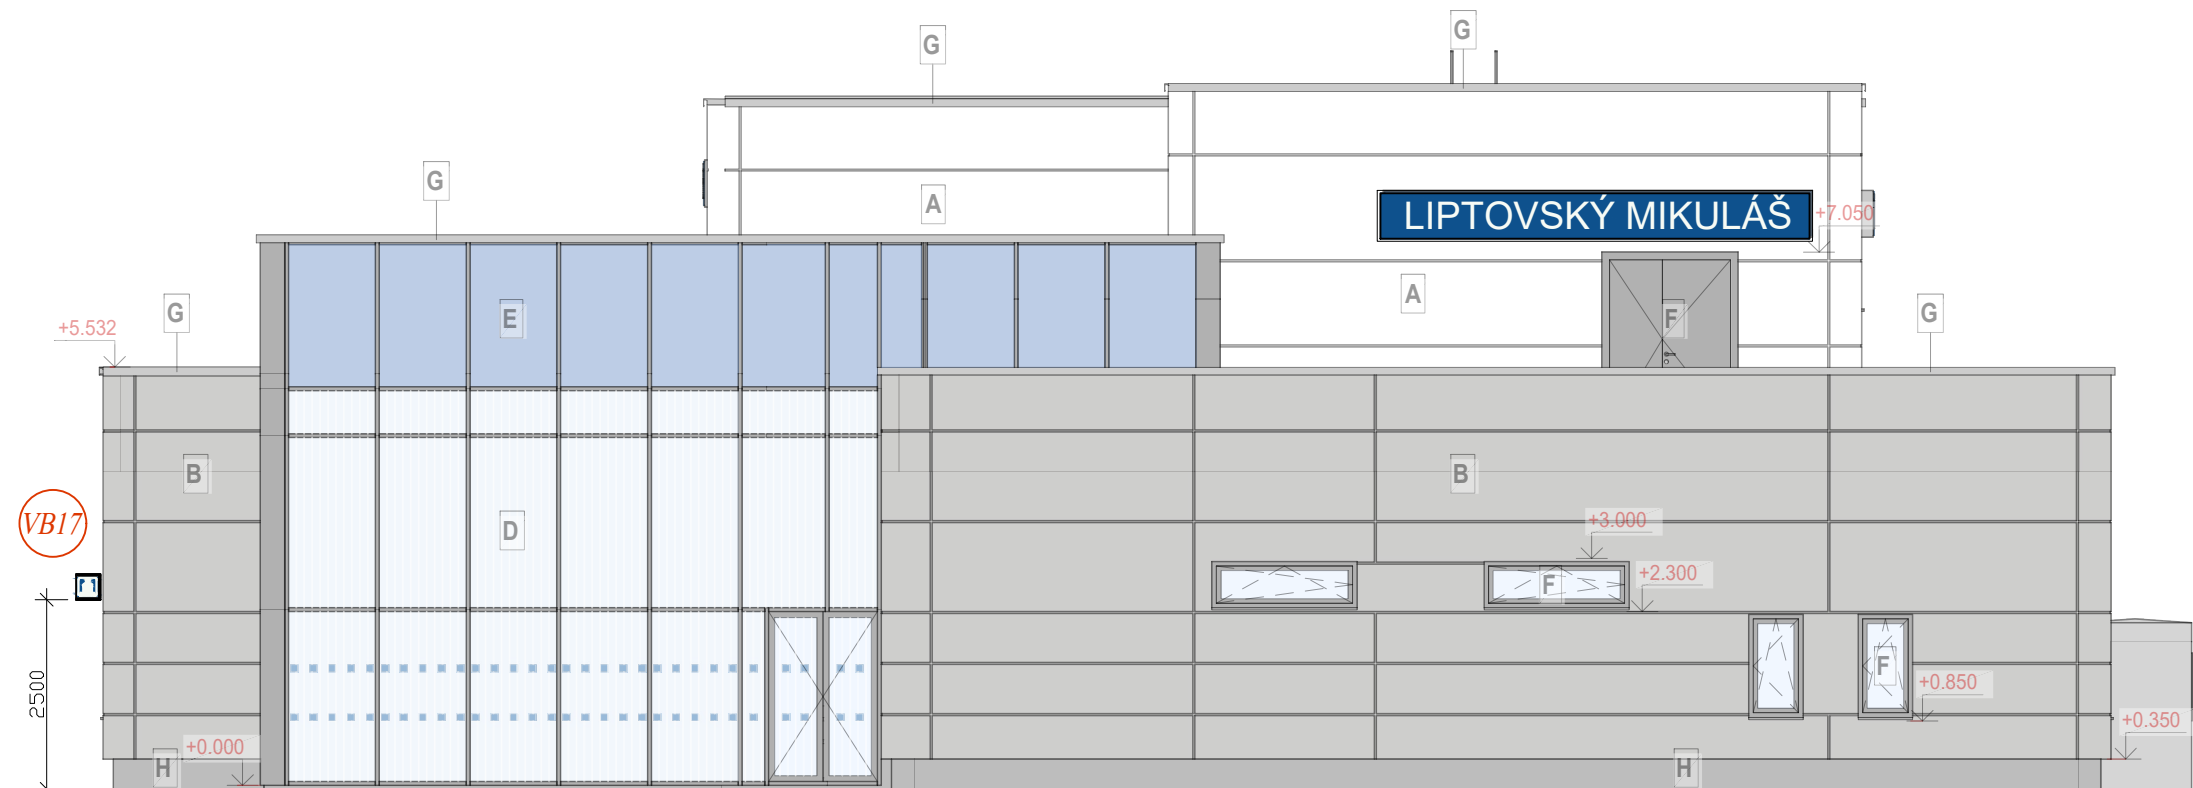 G
G
G
A
LIPTOVSKÝ MIKULÁŠ
+7.050
A
F
G
G
+5.532
E
B
B
VB17
D
+3.000
+2.300
F
F
+0.850
2500
+0.000
+0.350
H
H